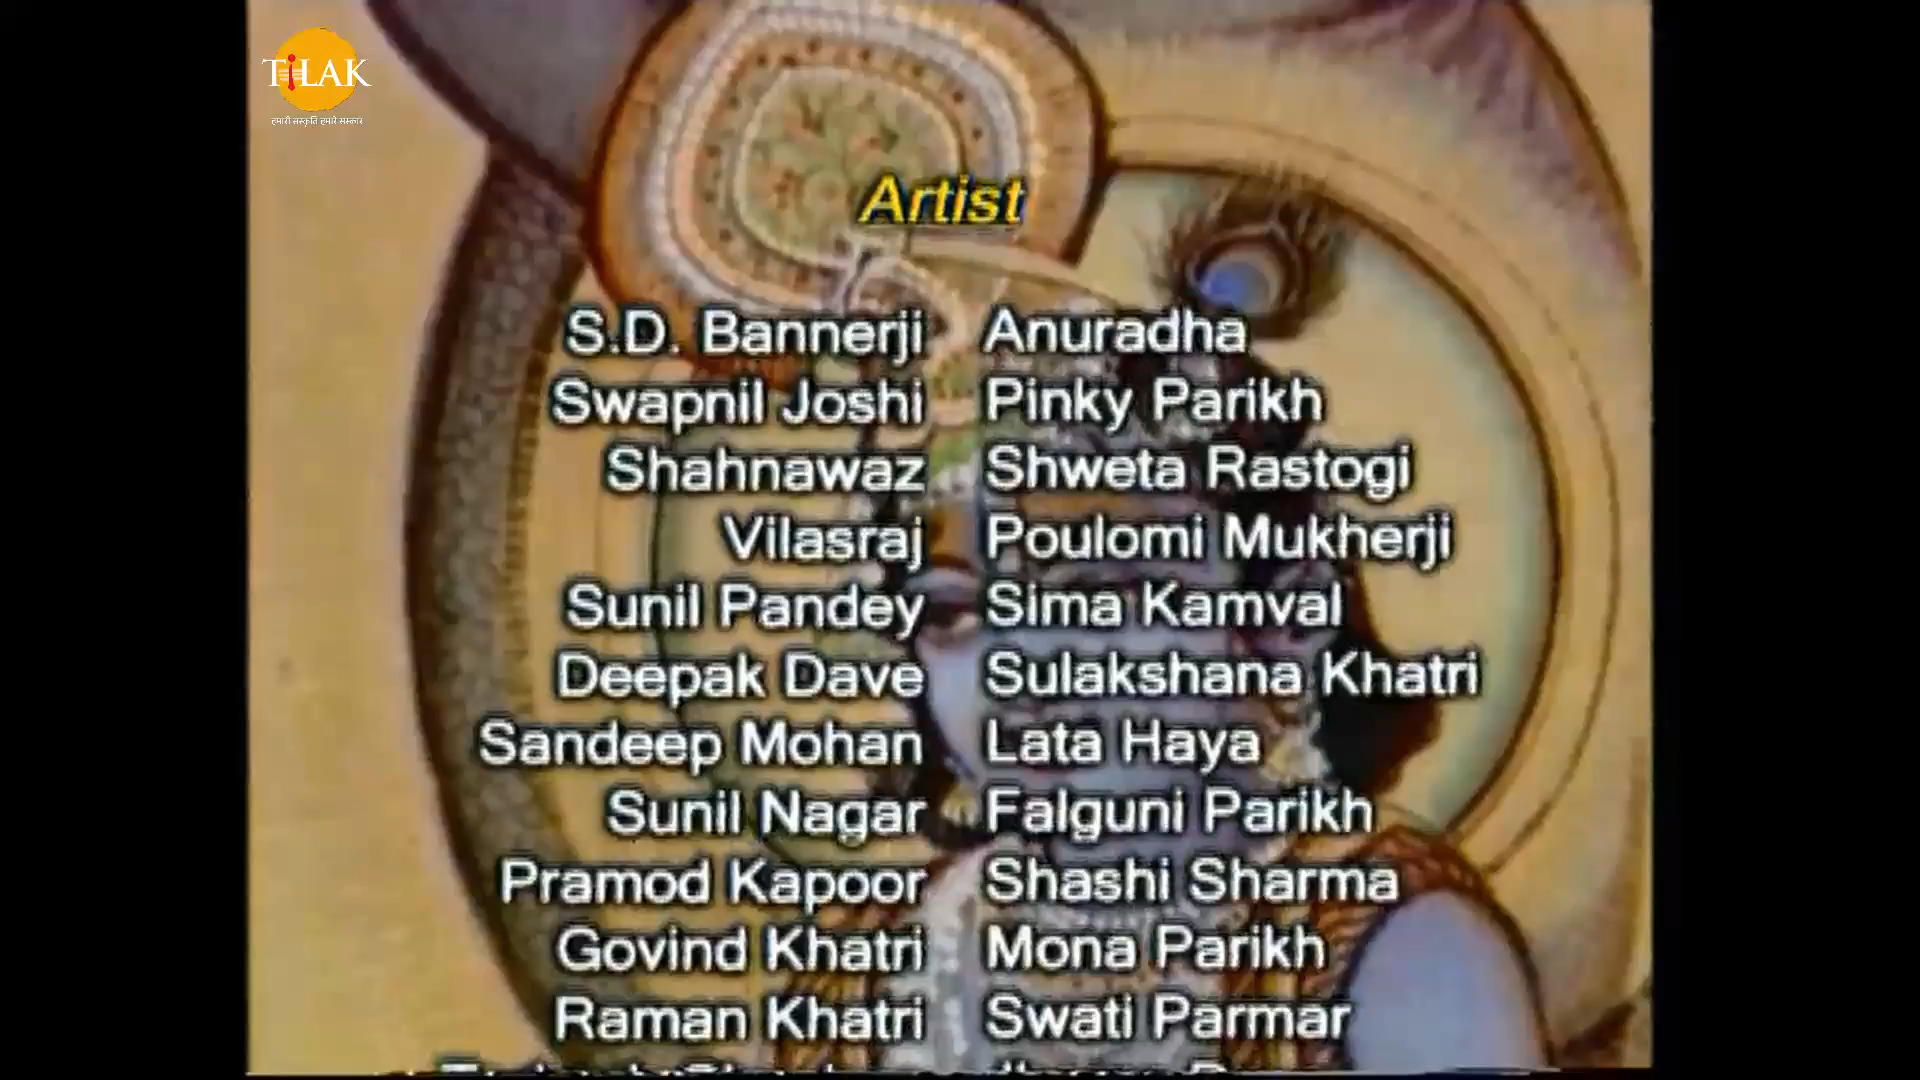 TiLAK
हमारी संस्कृति हमारे संस्कार
Artist
S.D. Bannerji Anuradha
Swapnil Joshi Pinky Parikh
Shahnawaz Shweta Rastogi
Vilasraj Poulomi Mukherji
Sunil Pandey Sima Kamval
Deepak Dave Sulakshana Khatri
Sandeep Mohan Lata Haya
Sunil Nagar Falguni Parikh
Pramod Kapoor Shashi Sharma
Govind Khatri Mona Parikh
Raman Khatri Swati Parmar